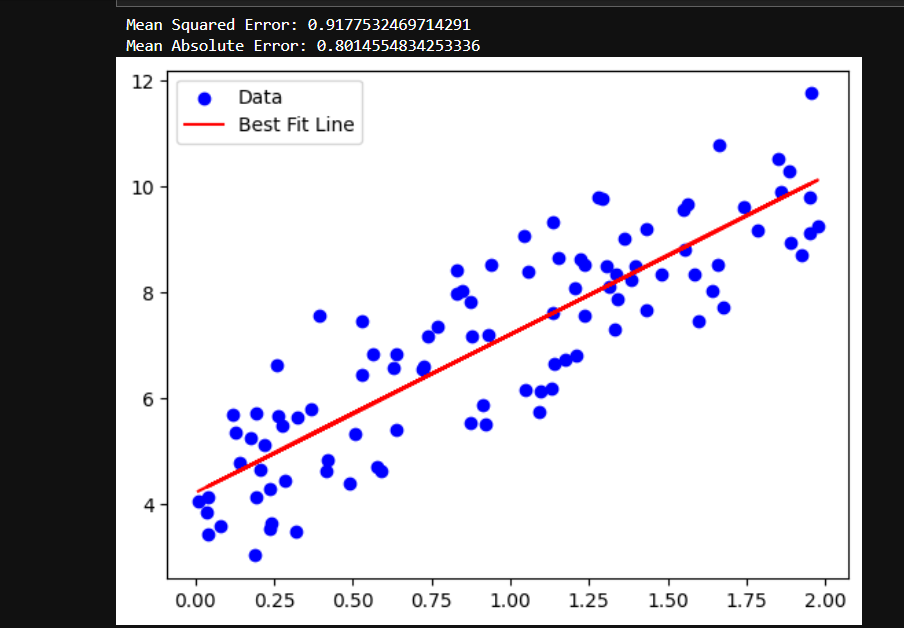 Mean Squared Error: 0.9177532469714291
Mean Absolute Error: 0.8014554834253336
12
Data
Best Fit Line
10
8
6
4
0.00 0.25 0.50 0.75 1.00 1.25 1.50 1.75 2.00